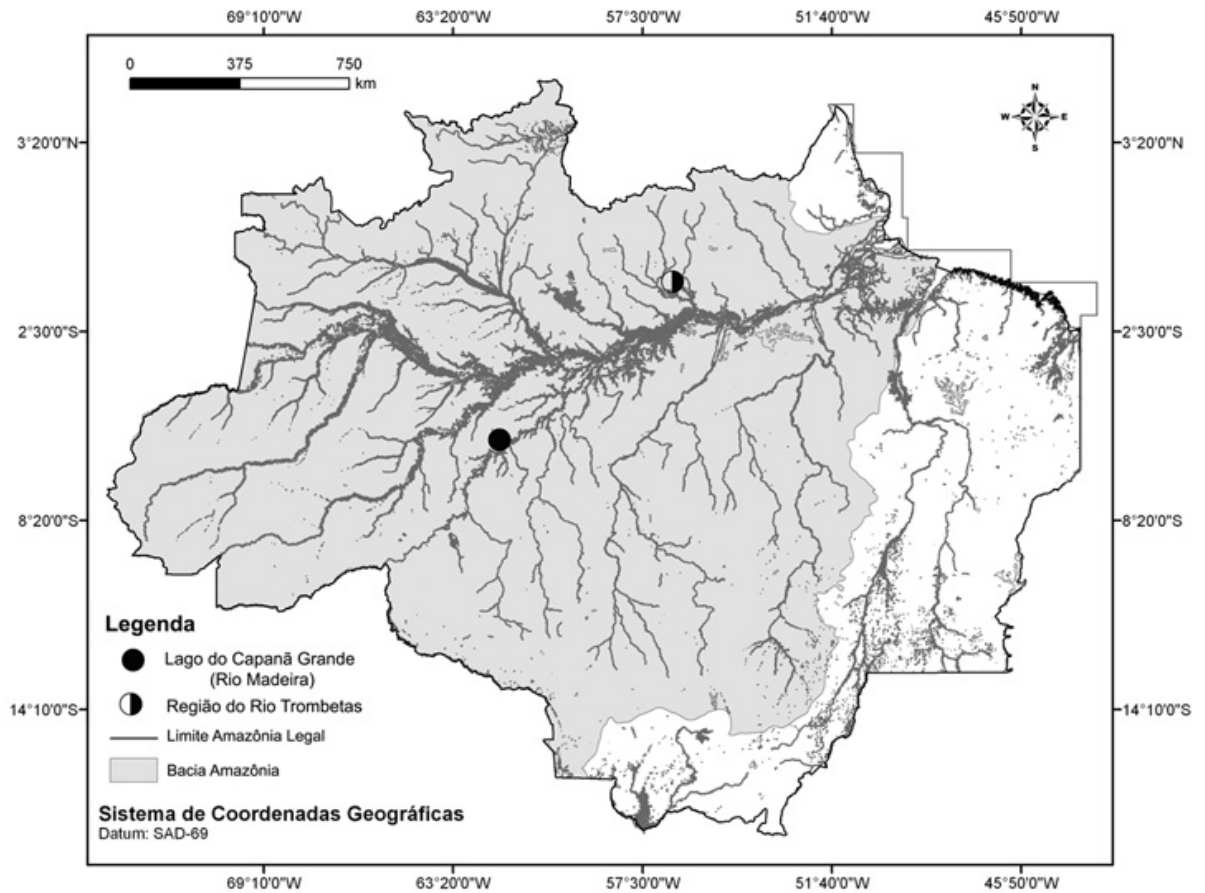 69°10'0"W 63°20'0"W 57°30'0"W 51°40'0"W 45°50'0"W
0 375 750
km
N
W E
S
3°20'0"N 3°20'0"N
2°30'0"S 2°30'0"S
8°20'0"S 8°20'0"S
Legenda
Lago do Capanã Grande
(Rio Madeira)
Região do Rio Trombetas
14°10'0"S 14°10'0"S
Limite Amazônia Legal
Bacia Amazônia
Sistema de Coordenadas Geográficas
Datum: SAD-69
69°10'0"W 63°20'0"W 57°30'0"W 51°40'0"W 45°50'0"W